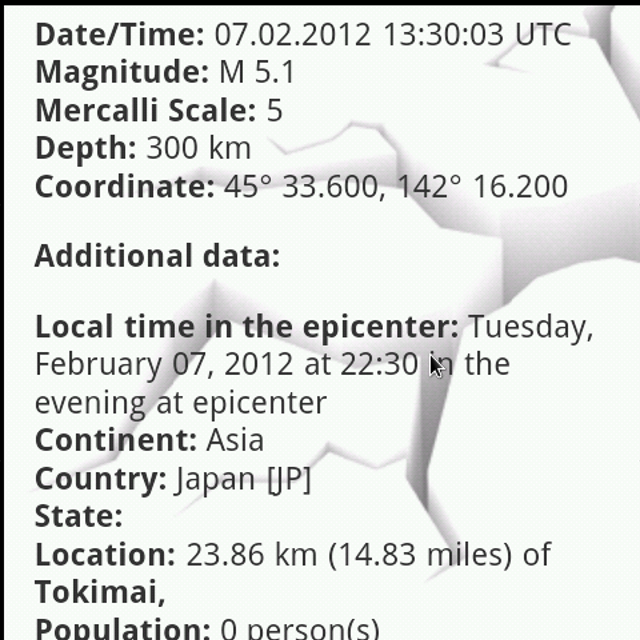 Date/Time: 07.02.2012 13:30:03 UTC
Magnitude: M 5.1
Mercalli Scale: 5
Depth: 300 km
Coordinate: 45° 33.600, 142° 16.200
Additional data:
Local time in the epicenter: Tuesday,
February 07, 2012 at 22:30 in the
evening at epicenter
Continent: Asia
Country: Japan [JP]
State:
Location: 23.86 km (14.83 miles) of
Tokimai,
Population: 0 person(s)